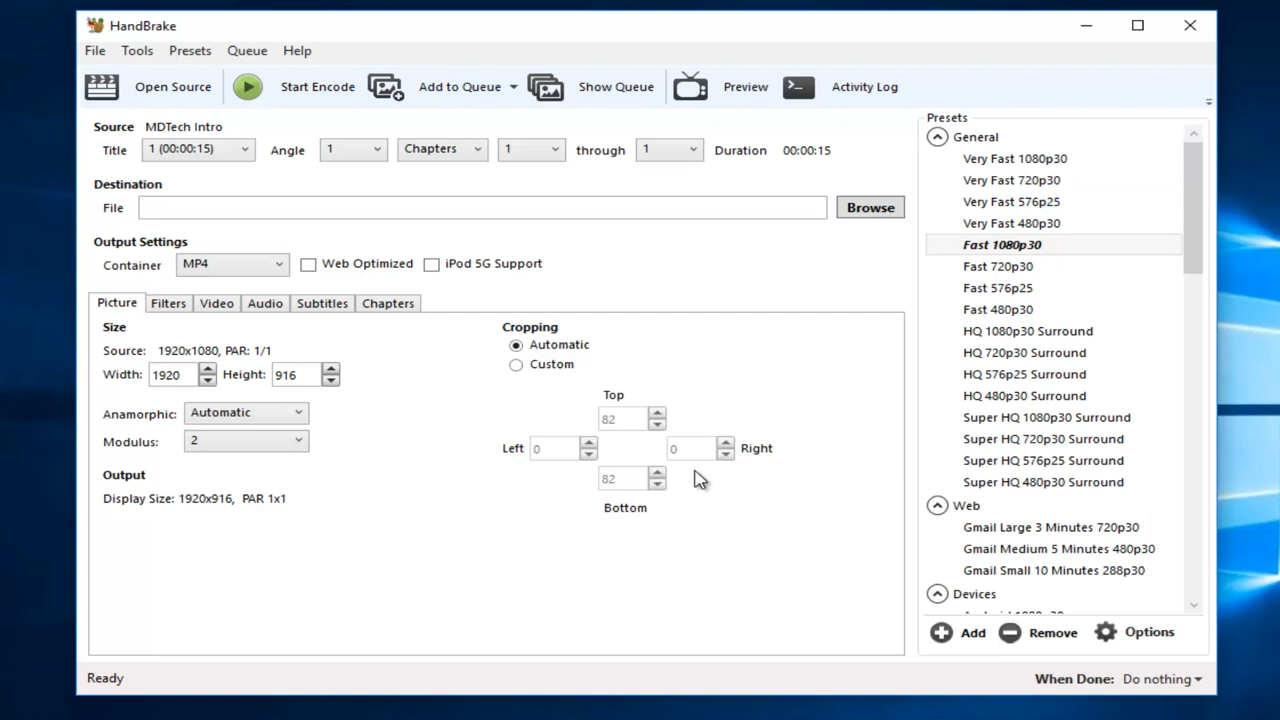 HandBrake
File Tools Presets Queue Help
Open Source Start Encode Add to Queue Show Queue Preview Activity Log
Source MDTech Intro
Title 1 (00:00:15) Angle 1 Chapters 1 through 1 Duration 00:00:15
Destination
File Browse
Output Settings
Container MP4 Web Optimized iPod 5G Support
Picture Filters Video Audio Subtitles Chapters
Size
Source: 1920x1080, PAR: 1/1
Width: 1920 Height: 916
Anamorphic: Automatic
Modulus: 2
Output
Display Size: 1920x916, PAR 1x1
Cropping
Automatic
Custom
Top
82
Left 0 0 Right
82
Bottom
Presets
General
Very Fast 1080p30
Very Fast 720p30
Very Fast 576p25
Very Fast 480p30
Fast 1080p30
Fast 720p30
Fast 576p25
Fast 480p30
HQ 1080p30 Surround
HQ 720p30 Surround
HQ 576p25 Surround
HQ 480p30 Surround
Super HQ 1080p30 Surround
Super HQ 720p30 Surround
Super HQ 576p25 Surround
Super HQ 480p30 Surround
Web
Gmail Large 3 Minutes 720p30
Gmail Medium 5 Minutes 480p30
Gmail Small 10 Minutes 288p30
Devices
Add Remove Options
Ready When Done: Do nothing